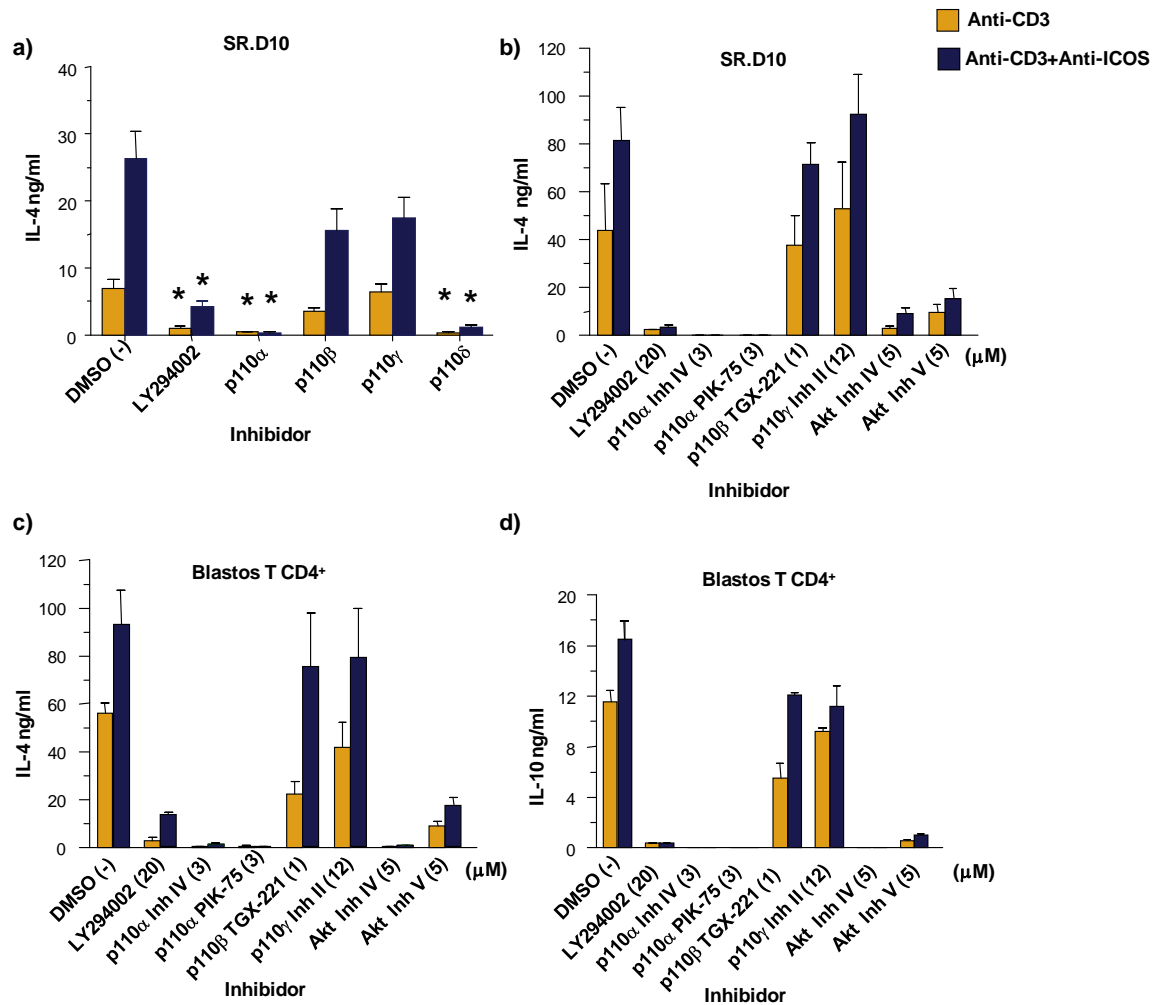 Anti-CD3
Anti-CD3+Anti-ICOS
a)
SR.D10
40
30
20
10
0
IL-4 ng/ml
* * * * * *
DMSO (-)
LY294002
p110α
p110β
p110γ
p110δ
Inhibidor
b)
SR.D10
120
100
80
60
40
20
0
IL-4 ng/ml
DMSO (-)
LY294002 (20)
p110α Inh IV (3)
p110α PIK-75 (3)
p110β TGX-221 (1)
p110γ Inh II (12)
Akt Inh IV (5)
Akt Inh V (5)
(μM)
Inhibidor
c)
Blastos T CD4⁺
120
100
80
60
40
20
0
IL-4 ng/ml
DMSO (-)
LY294002 (20)
p110α Inh IV (3)
p110α PIK-75 (3)
p110β TGX-221 (1)
p110γ Inh II (12)
Akt Inh IV (5)
Akt Inh V (5)
(μM)
Inhibidor
d)
Blastos T CD4⁺
20
16
12
8
4
0
IL-10 ng/ml
DMSO (-)
LY294002 (20)
p110α Inh IV (3)
p110α PIK-75 (3)
p110β TGX-221 (1)
p110γ Inh II (12)
Akt Inh IV (5)
Akt Inh V (5)
(μM)
Inhibidor